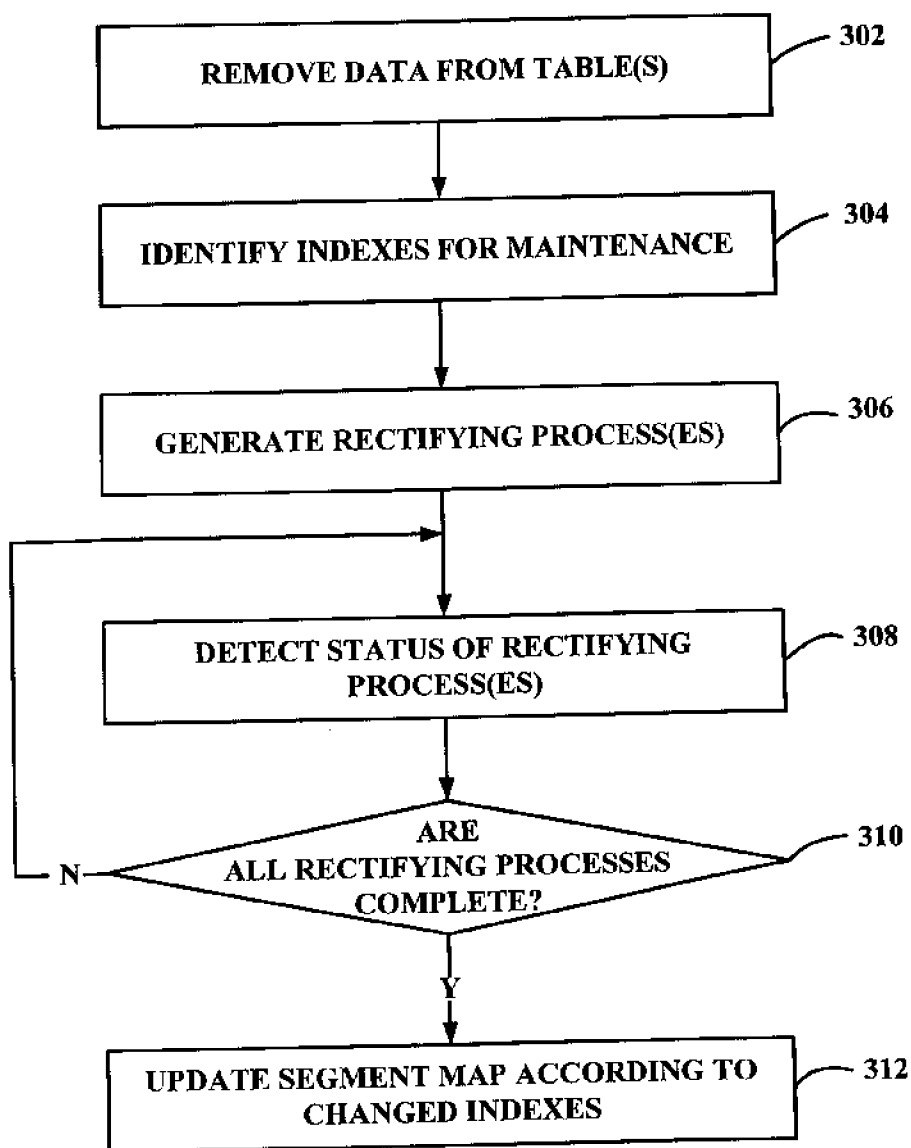 302
REMOVE DATA FROM TABLE(S)
304
IDENTIFY INDEXES FOR MAINTENANCE
306
GENERATE RECTIFYING PROCESS(ES)
308
DETECT STATUS OF RECTIFYING
PROCESS(ES)
310
ARE
ALL RECTIFYING PROCESSES
COMPLETE?
N
Y
312
UPDATE SEGMENT MAP ACCORDING TO
CHANGED INDEXES